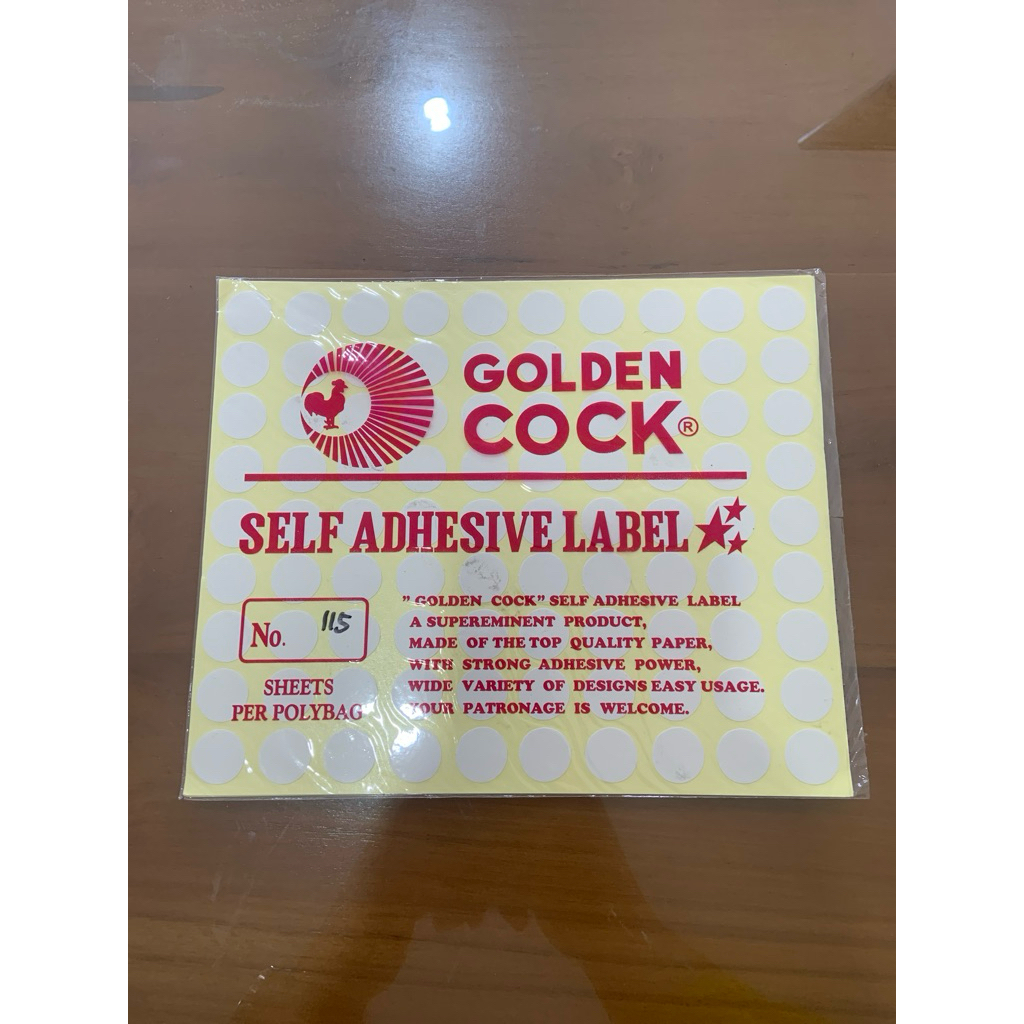 GOLDEN
COCK®
SELF ADHESIVE LABEL
No. 115
SHEETS
PER POLYBAG
" GOLDEN COCK" SELF ADHESIVE LABEL
A SUPEREMINENT PRODUCT,
MADE OF THE TOP QUALITY PAPER,
WITH STRONG ADHESIVE POWER,
WIDE VARIETY OF DESIGNS EASY USAGE.
YOUR PATRONAGE IS WELCOME.